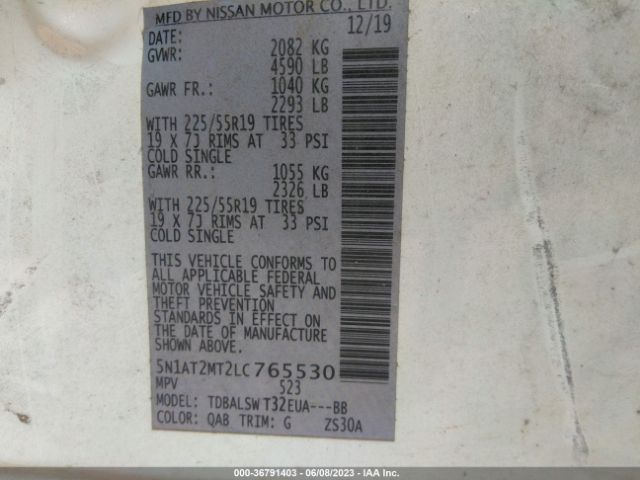 MFD BY NISSAN MOTOR CO., LTD.
DATE: 12/19
GVWR: 2082 KG
4590 LB
GAWR FR.: 1040 KG
2293 LB
WITH 225/55R19 TIRES
19 X 7J RIMS AT 33 PSI
COLD SINGLE
GAWR RR.: 1055 KG
2326 LB
WITH 225/55R19 TIRES
19 X 7J RIMS AT 33 PSI
COLD SINGLE
THIS VEHICLE CONFORMS TO
ALL APPLICABLE FEDERAL
MOTOR VEHICLE SAFETY AND
THEFT PREVENTION
STANDARDS IN EFFECT ON
THE DATE OF MANUFACTURE
SHOWN ABOVE.
5N1AT2MT2LC765530
MPV 523
MODEL: TDBALSWT32EUA---BB
COLOR: QAB TRIM: G ZS30A
000-36791403 - 06/08/2023 - IAA Inc.